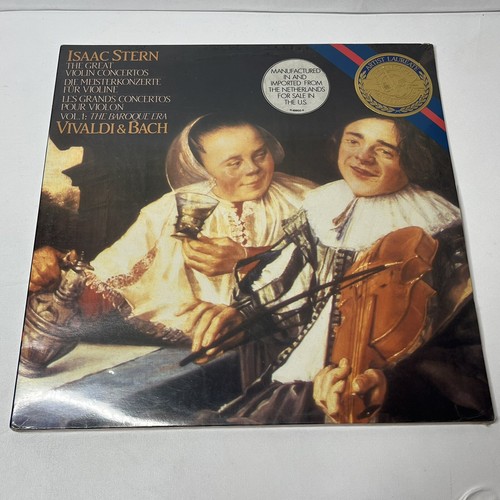 ISAAC STERN
THE GREAT
VIOLIN CONCERTOS
DIE MEISTERKONZERTE
FÜR VIOLINE
LES GRANDS CONCERTOS
POUR VIOLON
VOL. 1: THE BAROQUE ERA
VIVALDI & BACH
MANUFACTURED
IN AND
IMPORTED FROM
THE NETHERLANDS
FOR SALE IN
THE U.S.
ARTIST LAUREATE